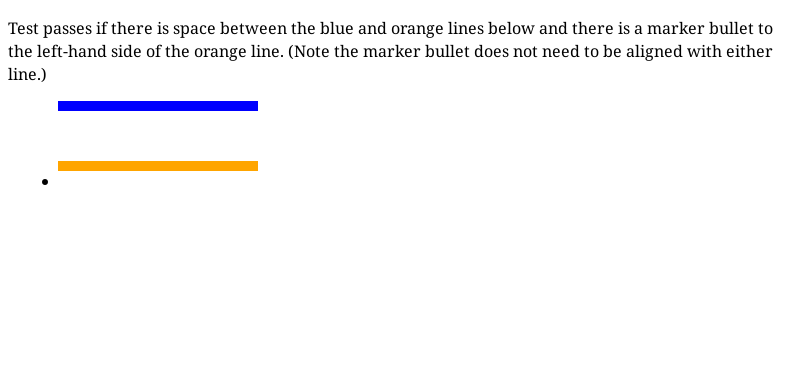 Test passes if there is space between the blue and orange lines below and there is a marker bullet to
the left-hand side of the orange line. (Note the marker bullet does not need to be aligned with either
line.)